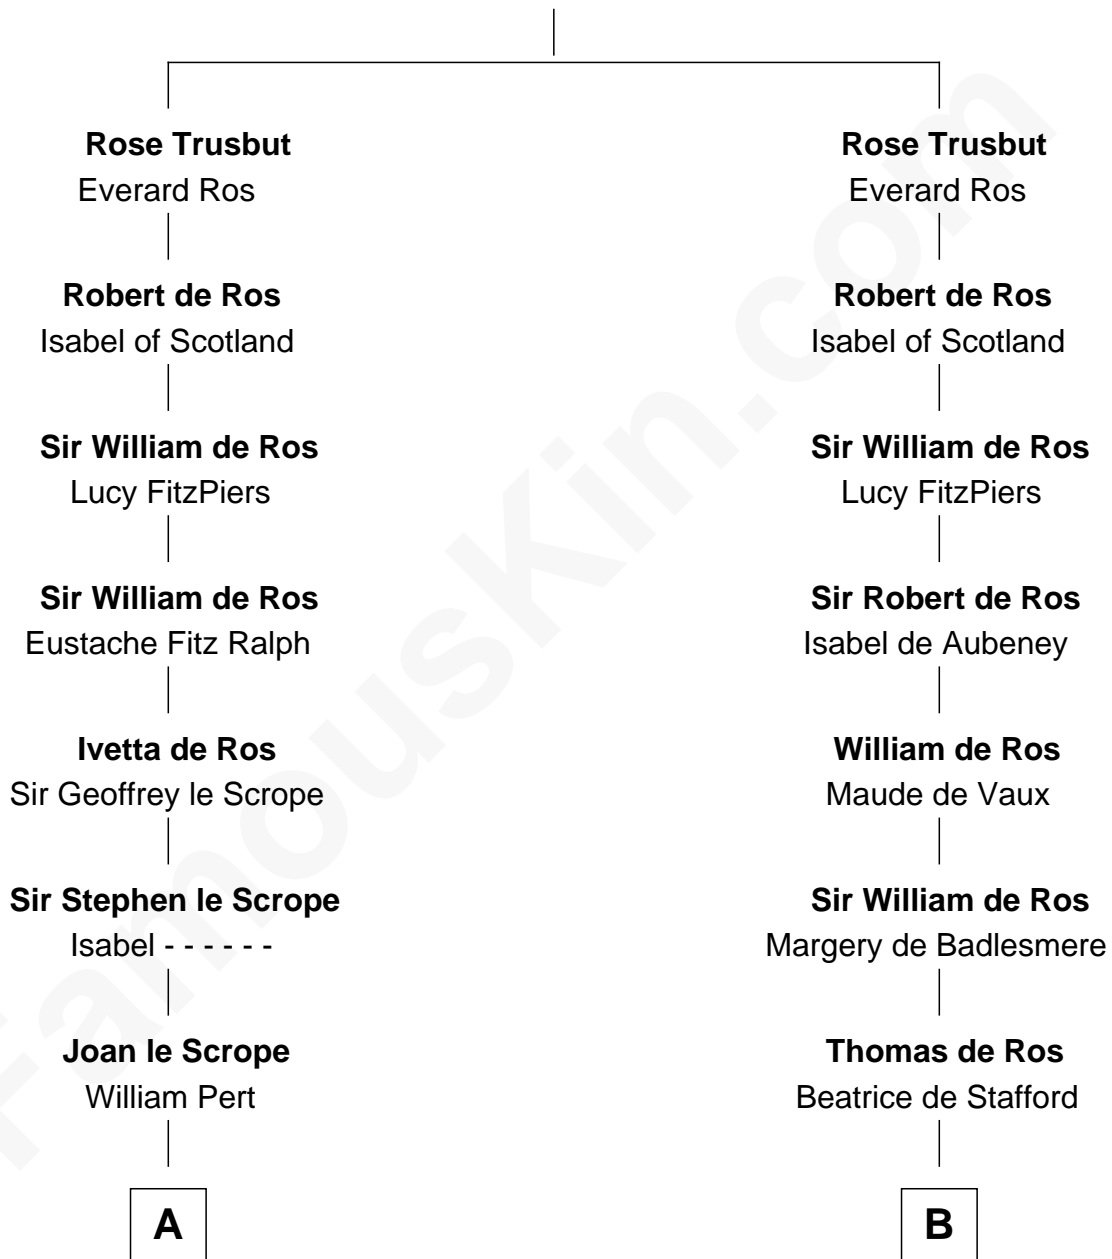 Rose Trusbut
Everard Ros
Robert de Ros
Isabel of Scotland
Sir William de Ros
Lucy FitzPiers
Sir William de Ros
Eustache Fitz Ralph
Ivetta de Ros
Sir Geoffrey le Scrope
Sir Stephen le Scrope
Isabel - - - - - -
Joan le Scrope
William Pert
A
Rose Trusbut
Everard Ros
Robert de Ros
Isabel of Scotland
Sir William de Ros
Lucy FitzPiers
Sir Robert de Ros
Isabel de Aubeney
William de Ros
Maude de Vaux
Sir William de Ros
Margery de Badlesmere
Thomas de Ros
Beatrice de Stafford
B
FamousKin.com